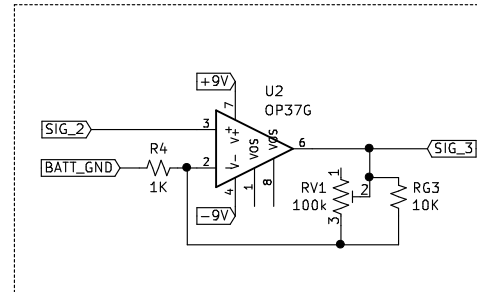 +9V
U2
OP37G
7
SIG_2
3
+
V+
VOS
VOS
6
SIG_3
BATT_GND
R4
1K
2
-
V-
4
1
8
-9V
RV1
100k
1
2
3
RG3
10K